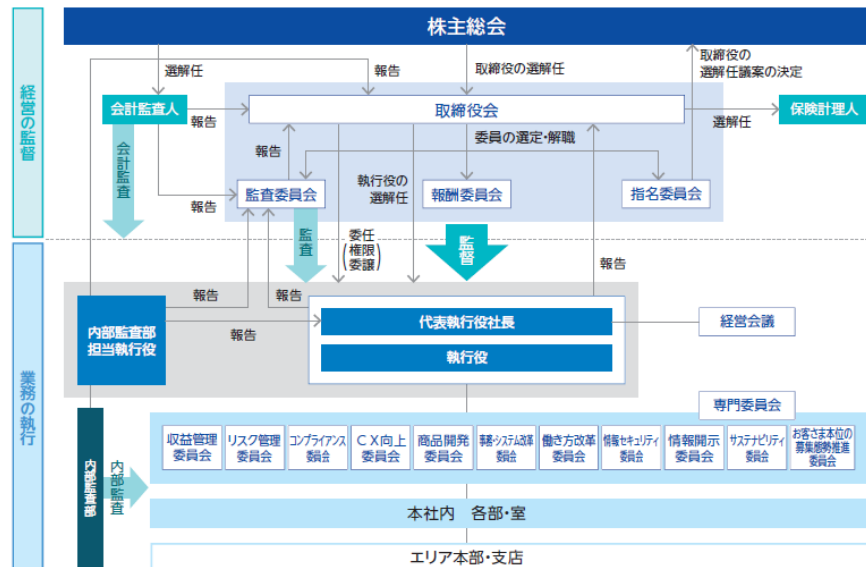 株主総会
経営の監督
選解任
報告
取締役の選解任
取締役の
選解任議案の決定
会計監査人
報告
取締役会
選解任
保険計理人
会計監査
報告
委員の選定・解職
報告
監査委員会
執行役の
選解任
報酬委員会
指名委員会
監査
委任
(権限
委譲)
監督
報告
業務の執行
内部監査部
担当執行役
報告
報告
報告
代表執行役社長
執行役
経営会議
専門委員会
収益管理
委員会
リスク管理
委員会
コンプライアンス
委員会
CX向上
委員会
商品開発
委員会
事務・システム改革
委員会
働き方改革
委員会
情報セキュリティ
委員会
情報開示
委員会
サステナビリティ
委員会
お客さま本位の
募集態勢推進
委員会
内部監査部
内部監査
本社内 各部・室
エリア本部・支店